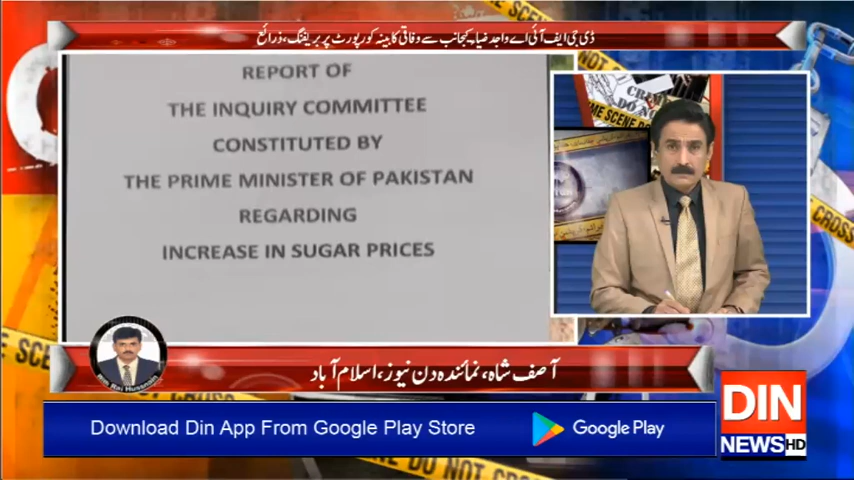 ڈی جی ایف آئی اے واجد ضیا کیجانب سے وفاقی کابینہ کو رپورٹ پر بریفنگ، ذرائع
REPORT OF
THE INQUIRY COMMITTEE
CONSTITUTED BY
THE PRIME MINISTER OF PAKISTAN
REGARDING
INCREASE IN SUGAR PRICES
آصف شاہ، نمائندہ دن نیوز، اسلام آباد
Download Din App From Google Play Store
Google Play
DIN
NEWS HD